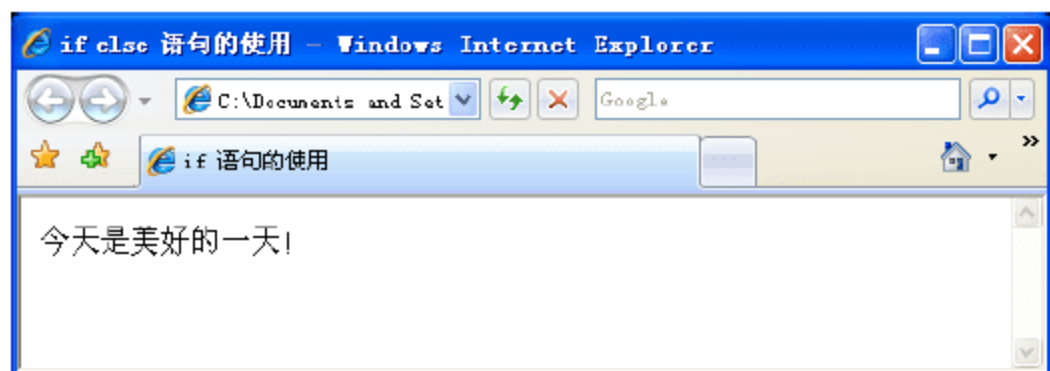 if else 语句的使用 - Windows Internet Explorer
C:\Documents and Set
Google
if 语句的使用
今天是美好的一天!